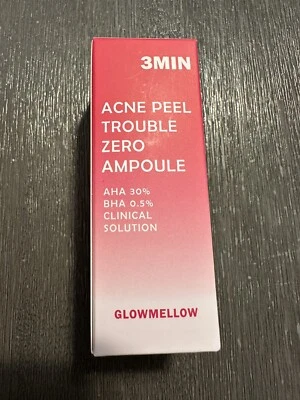 3MIN
ACNE PEEL
TROUBLE
ZERO
AMPOULE
AHA 30%
BHA 0.5%
CLINICAL
SOLUTION
GLOWMELLOW